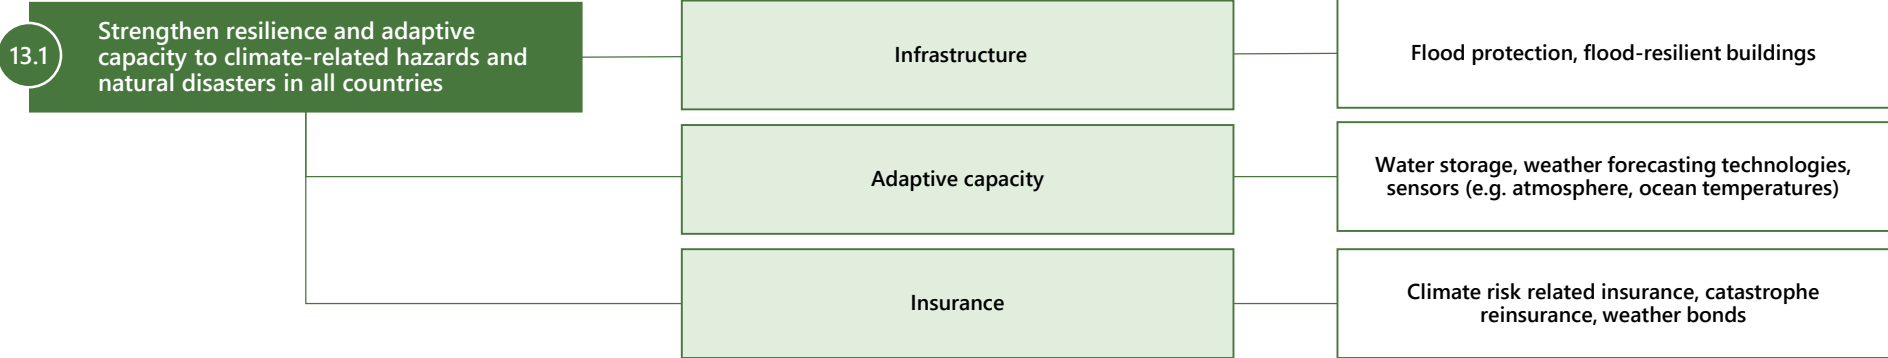 13.1
Strengthen resilience and adaptive
capacity to climate-related hazards and
natural disasters in all countries
Infrastructure
Flood protection, flood-resilient buildings
Adaptive capacity
Water storage, weather forecasting technologies,
sensors (e.g. atmosphere, ocean temperatures)
Insurance
Climate risk related insurance, catastrophe
reinsurance, weather bonds